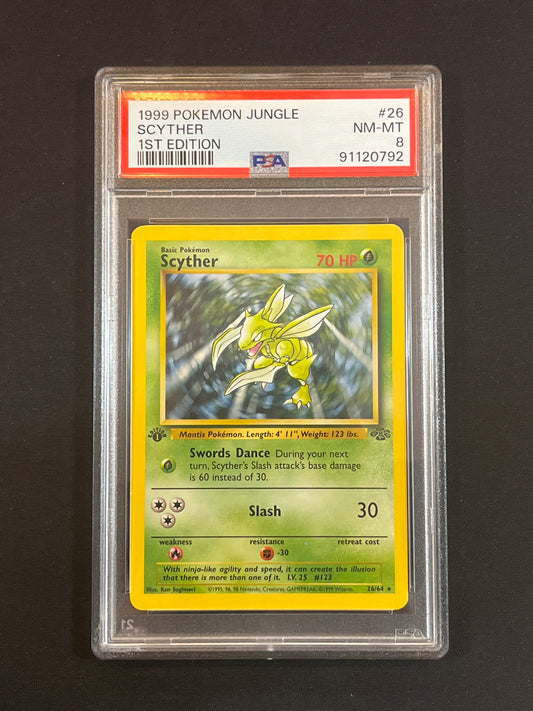 1999 POKEMON JUNGLE #26
SCYTHER NM-MT
1ST EDITION 8
PSA 91120792
Basic Pokémon
Scyther 70 HP
EDITION 1
Mantis Pokémon. Length: 4' 11", Weight: 123 lbs.
Swords Dance During your next
turn, Scyther's Slash attack's base damage
is 60 instead of 30.
Slash 30
weakness resistance retreat cost
-30
With ninja-like agility and speed, it can create the illusion
that there is more than one of it. LV. 25 #123
Illus. Ken Sugimori ©1995, 96, 98 Nintendo, Creatures, GAMEFREAK. ©1999 Wizards. 26/64 ★